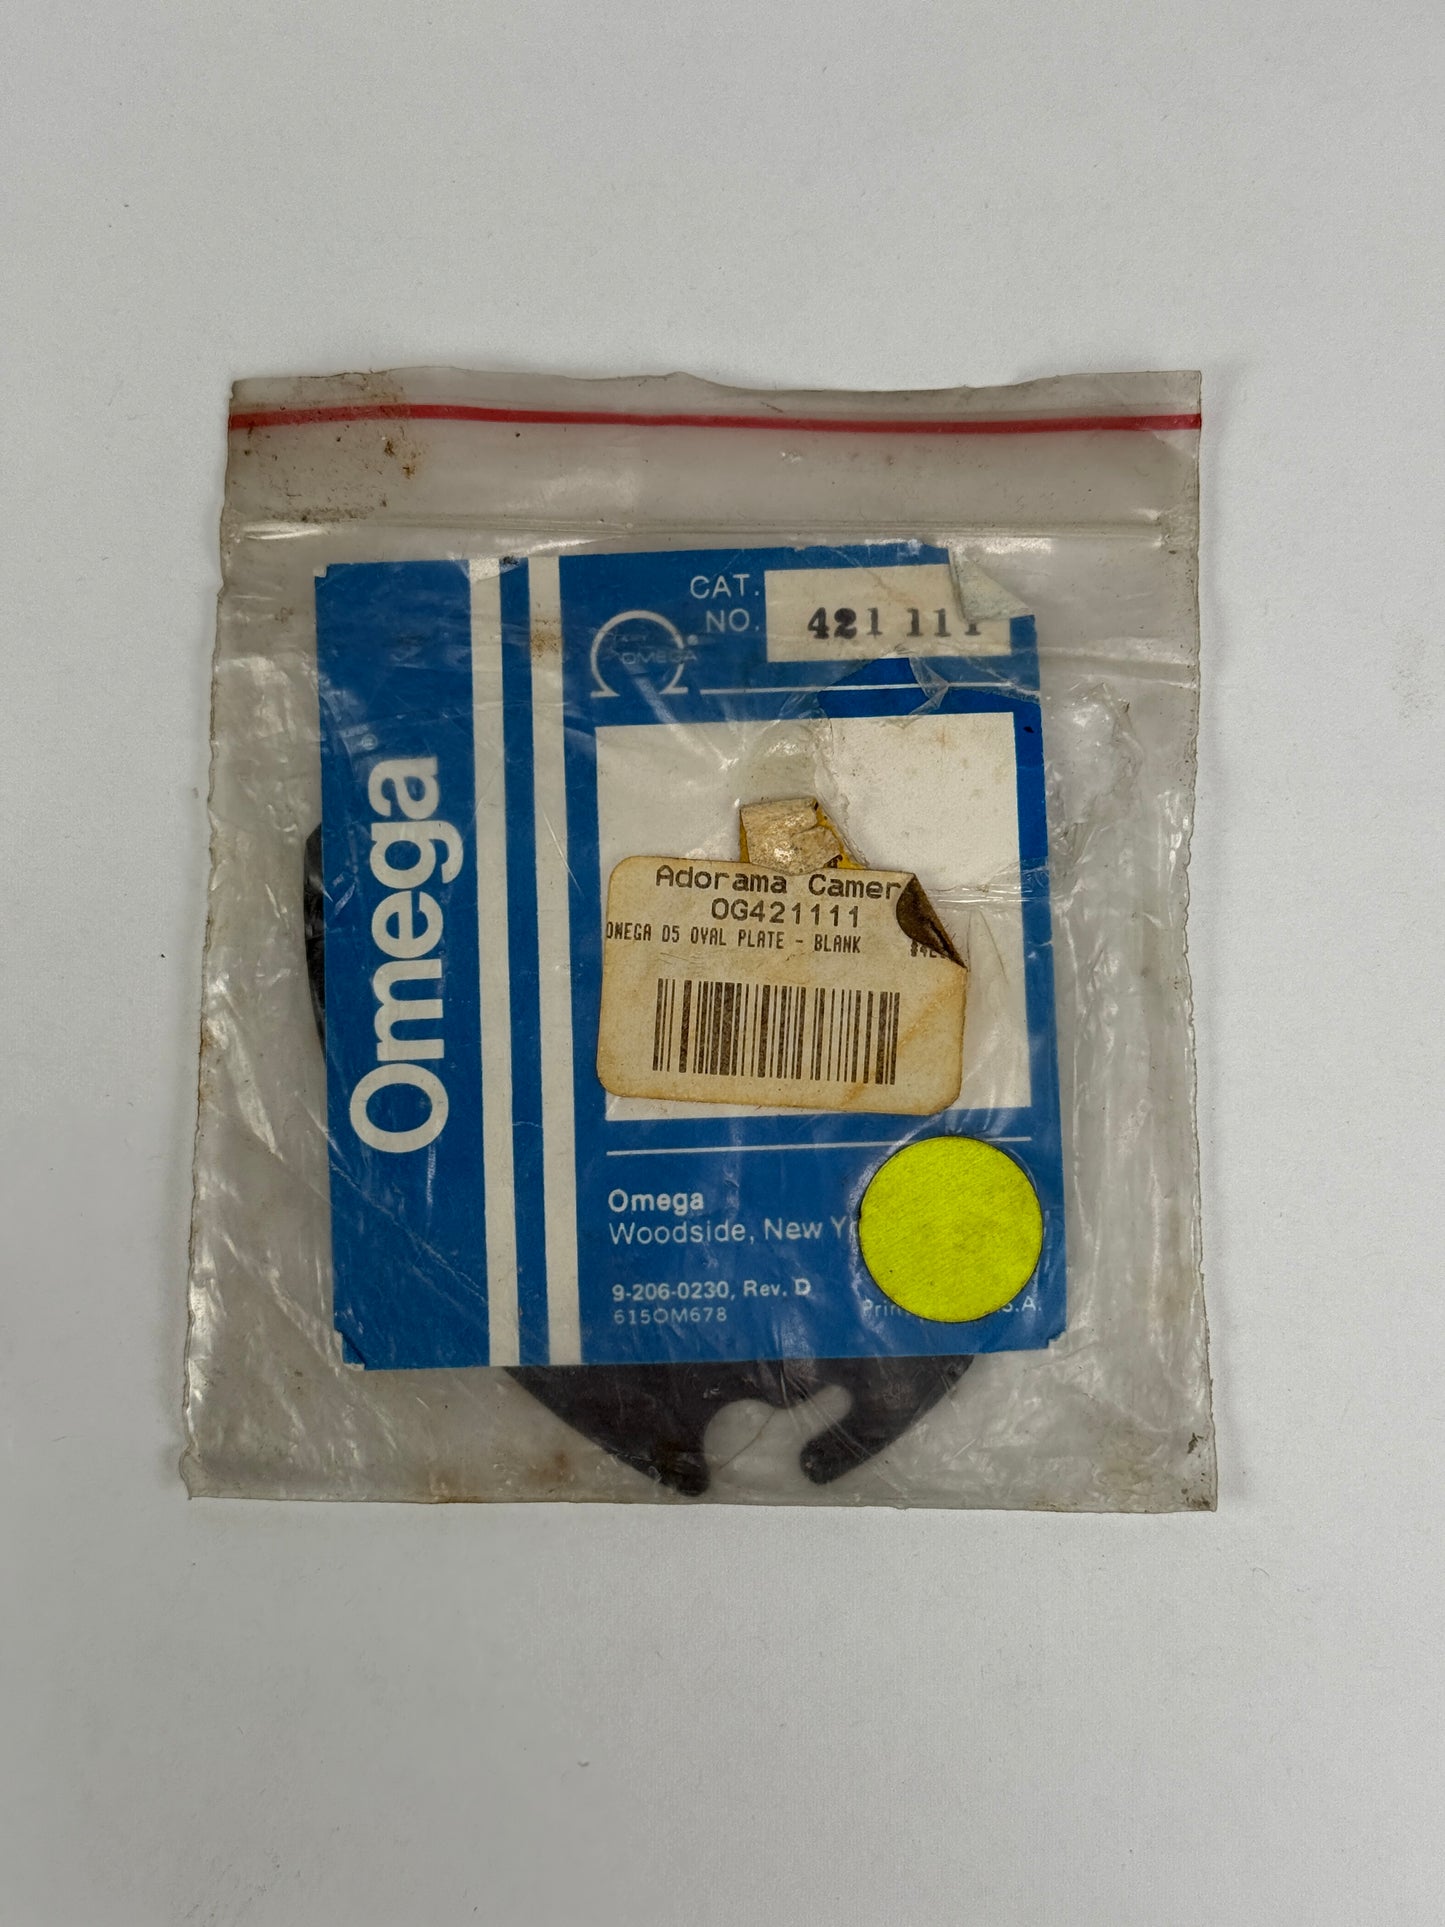 CAT.
NO.
421 111
OMEGA
Omega
Adorama Camer
OG421111
OMEGA D5 OVAL PLATE - BLANK
Omega
Woodside, New
9-206-0230, Rev. D
615OM678